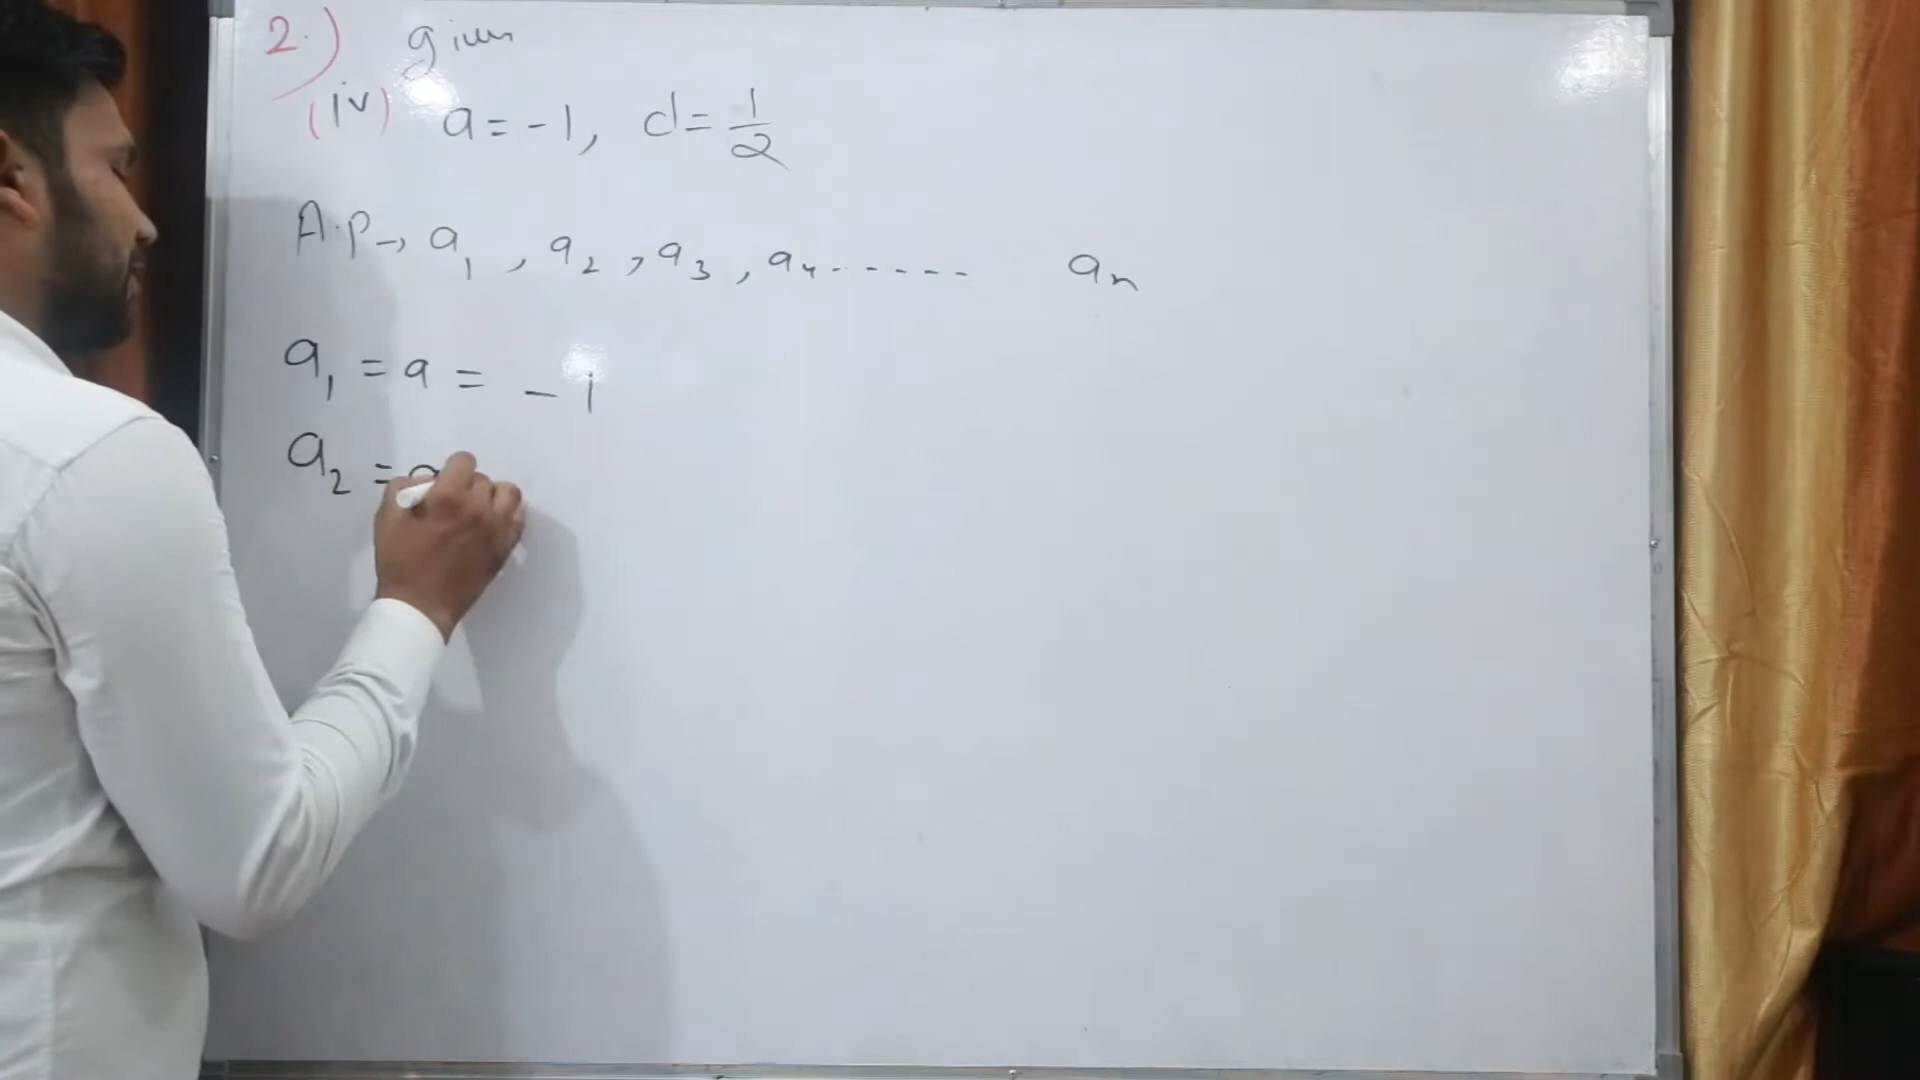 2.) given
(iv) a = -1, d = 1/2
A.P → a₁, a₂, a₃, a₄ ------ aₙ
a₁ = a = -1
a₂ = a